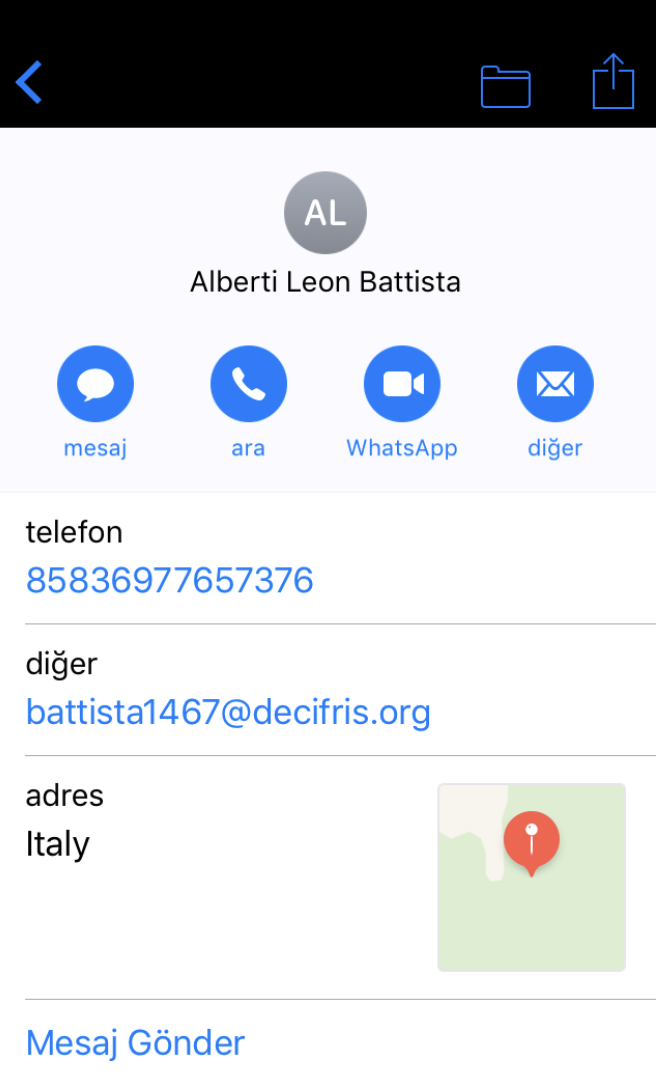 AL
Alberti Leon Battista
mesaj
ara
WhatsApp
diğer
telefon
85836977657376
diğer
battista1467@decifris.org
adres
Italy
Mesaj Gönder